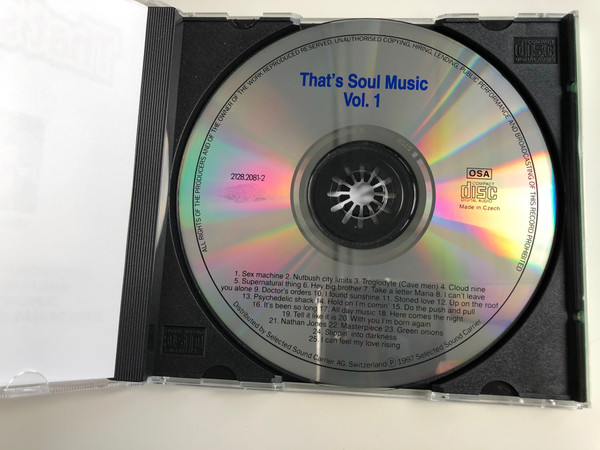 ALL RIGHTS OF THE PRODUCERS AND OF THE OWNER OF THE WORK REPRODUCED RESERVED, UNAUTHORISED COPYING, HIRING, LENDING, PUBLIC PERFORMANCE AND BROADCASTING OF THIS RECORD PROHIBITED
That's Soul Music
Vol. 1
2128.2081-2
OSA
COMPACT
disc
DIGITAL AUDIO
Made in Czech
1. Sex machine 2. Nutbush city limits 3. Troglodyte (Cave men) 4. Cloud nine
5. Supernatural thing 6. Hey big brother 7. Take a letter Maria 8. I can't leave
you alone 9. Doctor's orders 10. I found sunshine 11. Stoned love 12. Up on the roof
13. Psychedelic shack 14. Hold on I'm comin' 15. Do the push and pull
16. It's been so long 17. All day music 18. Here comes the night
19. Tell it like it is 20. With you I'm born again
21. Nathan Jones 22. Masterpiece 23. Green onions
24. Slippin' into darkness
25. I can feel my love rising
Distributed by Selected Sound Carrier AG, Switzerland Ⓟ 1997 Selected Sound Carrier